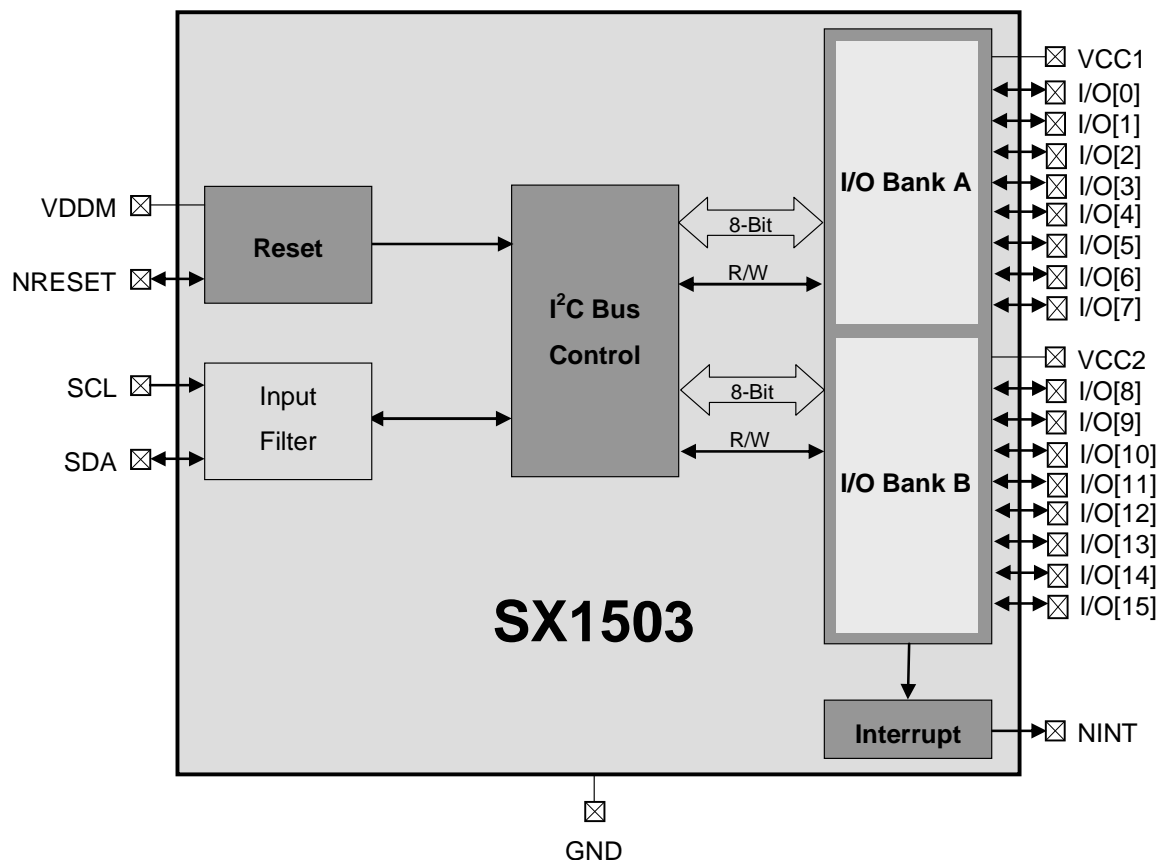 VDDM
NRESET
SCL
SDA
Reset
Input
Filter
I²C Bus
Control
8-Bit
R/W
8-Bit
R/W
I/O Bank A
I/O Bank B
VCC1
I/O[0]
I/O[1]
I/O[2]
I/O[3]
I/O[4]
I/O[5]
I/O[6]
I/O[7]
VCC2
I/O[8]
I/O[9]
I/O[10]
I/O[11]
I/O[12]
I/O[13]
I/O[14]
I/O[15]
SX1503
Interrupt
NINT
GND